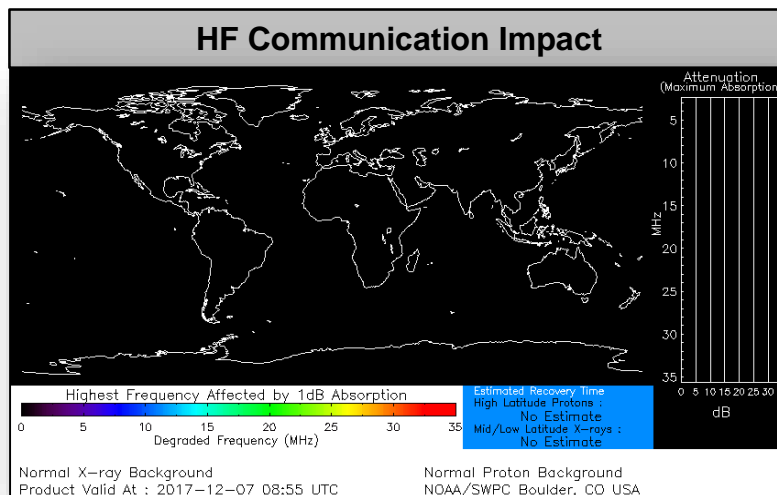 HF Communication Impact
Attenuation
(Maximum Absorption)
5
10
15
20
25
30
35
MHz
0 5 10 15 20 25 30
dB
Highest Frequency Affected by 1dB Absorption
0 5 10 15 20 25 30 35
Degraded Frequency (MHz)
Estimated Recovery Time
High Latitude Protons :
No Estimate
Mid/Low Latitude X-rays :
No Estimate
Normal X-ray Background
Normal Proton Background
Product Valid At : 2017-12-07 08:55 UTC
NOAA/SWPC Boulder, CO USA